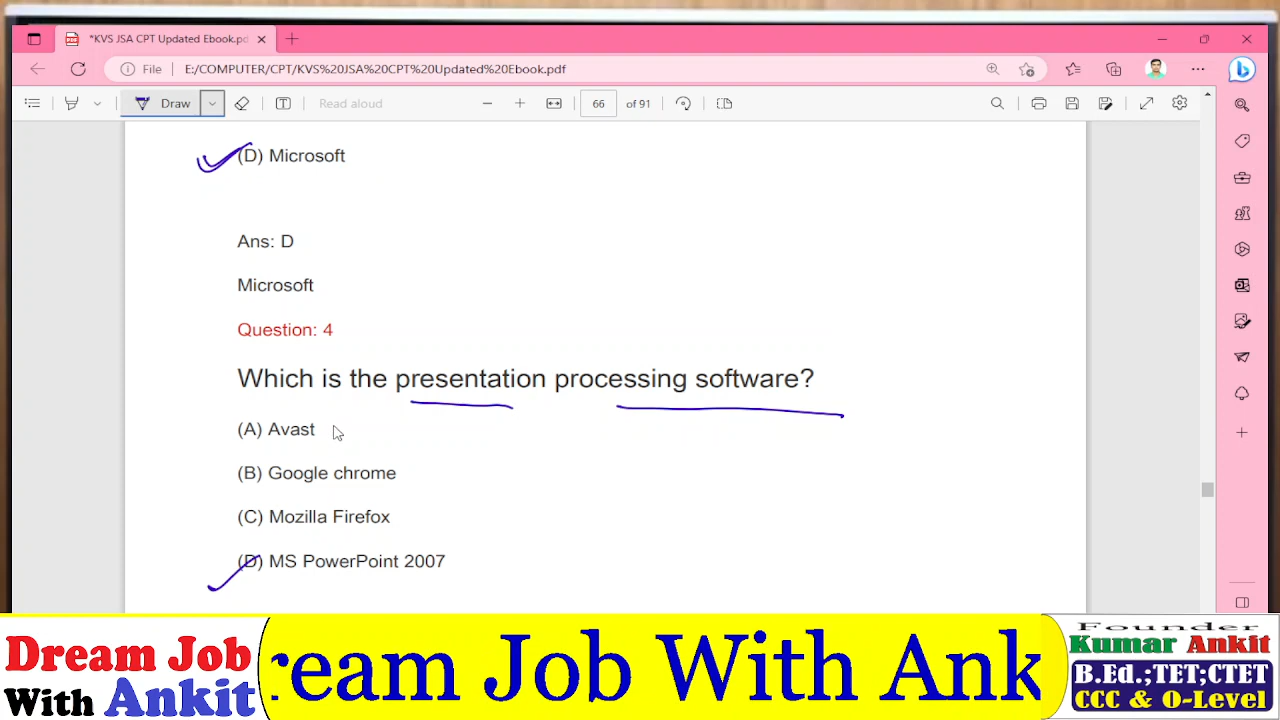 *KVS JSA CPT Updated Ebook.pd
File E:/COMPUTER/CPT/KVS%20JSA%20CPT%20Updated%20Ebook.pdf
Draw Read aloud 66 of 91
(D) Microsoft
Ans: D
Microsoft
Question: 4
Which is the presentation processing software?
(A) Avast
(B) Google chrome
(C) Mozilla Firefox
(D) MS PowerPoint 2007
Dream Job
With Ankit
ream Job With Ank
Founder
Kumar Ankit
B.Ed.;TET;CTET
CCC & O-Level